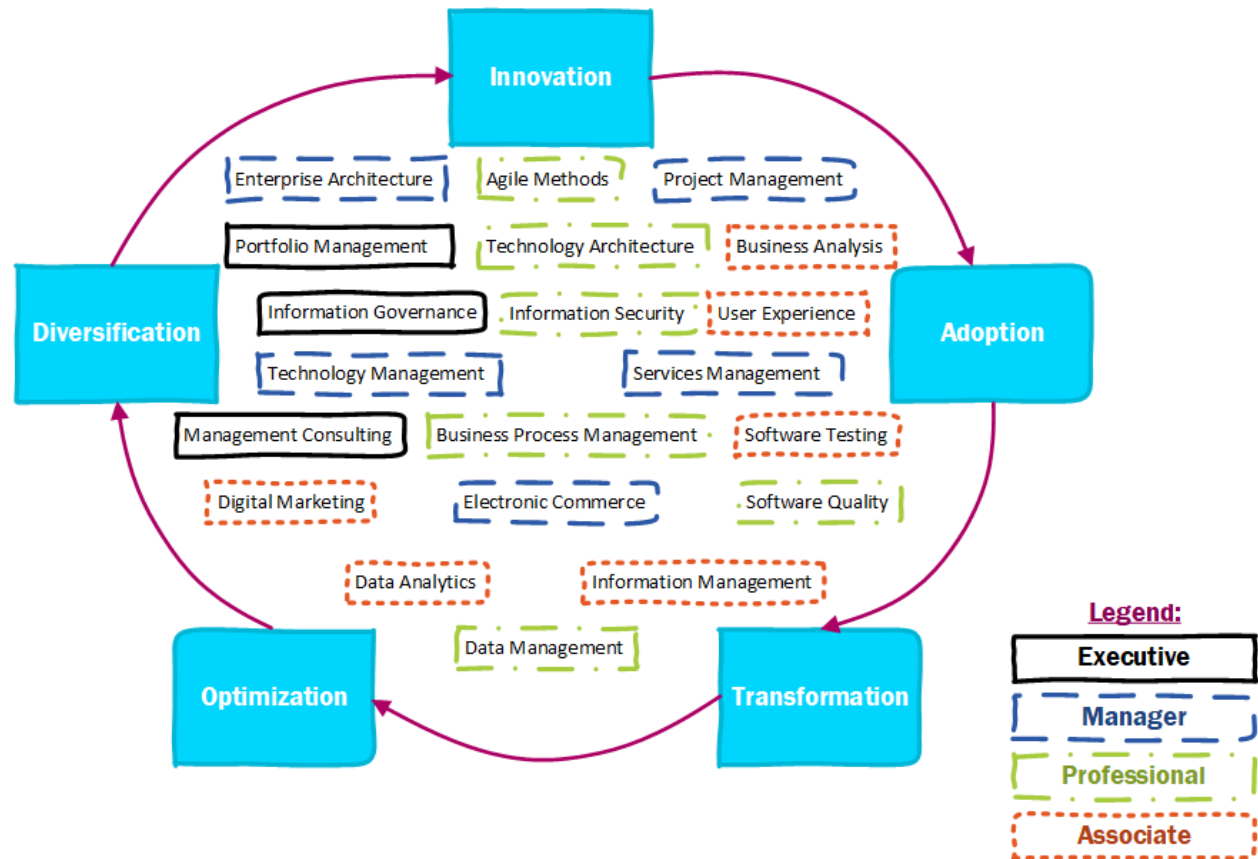 Innovation
Enterprise Architecture
Agile Methods
Project Management
Portfolio Management
Technology Architecture
Business Analysis
Diversification
Information Governance
Information Security
User Experience
Adoption
Technology Management
Services Management
Management Consulting
Business Process Management
Software Testing
Digital Marketing
Electronic Commerce
Software Quality
Data Analytics
Information Management
Optimization
Data Management
Transformation
Legend:
Executive
Manager
Professional
Associate